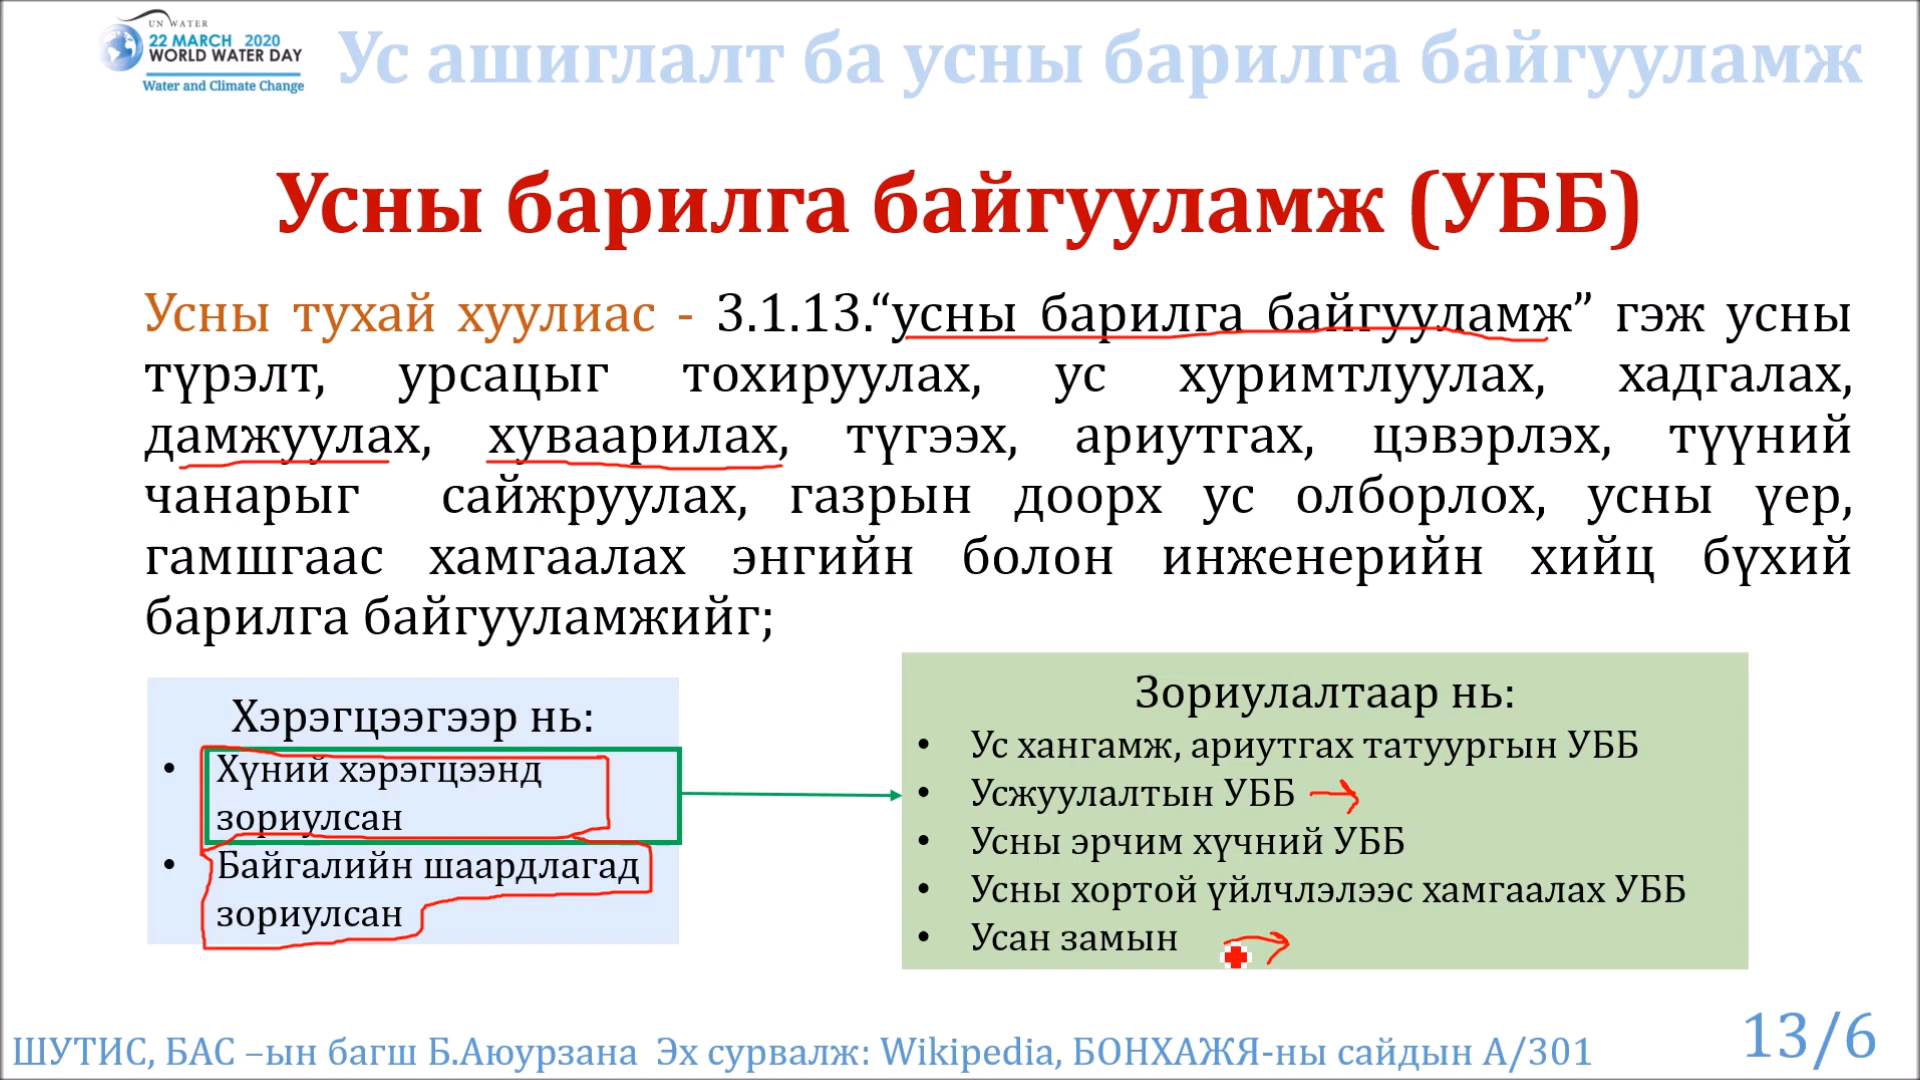 UN WATER
22 MARCH 2020
WORLD WATER DAY
Water and Climate Change
Ус ашиглалт ба усны барилга байгууламж
Усны барилга байгууламж (УББ)
Усны тухай хуулиас - 3.1.13.“усны барилга байгууламж” гэж усны
түрэлт, урсацыг тохируулах, ус хуримтлуулах, хадгалах,
дамжуулах, хуваарилах, түгээх, ариутгах, цэвэрлэх, түүний
чанарыг сайжруулах, газрын доорх ус олборлох, усны үер,
гамшгаас хамгаалах энгийн болон инженерийн хийц бүхий
барилга байгууламжийг;
Хэрэгцээгээр нь:
• Хүний хэрэгцээнд
зориулсан
• Байгалийн шаардлагад
зориулсан
Зориулалтаар нь:
• Ус хангамж, ариутгах татуургын УББ
• Усжуулалтын УББ
• Усны эрчим хүчний УББ
• Усны хортой үйлчлэлээс хамгаалах УББ
• Усан замын
ШУТИС, БАС –ын багш Б.Аюурзана Эх сурвалж: Wikipedia, БОНХАЖЯ-ны сайдын А/301
13/6